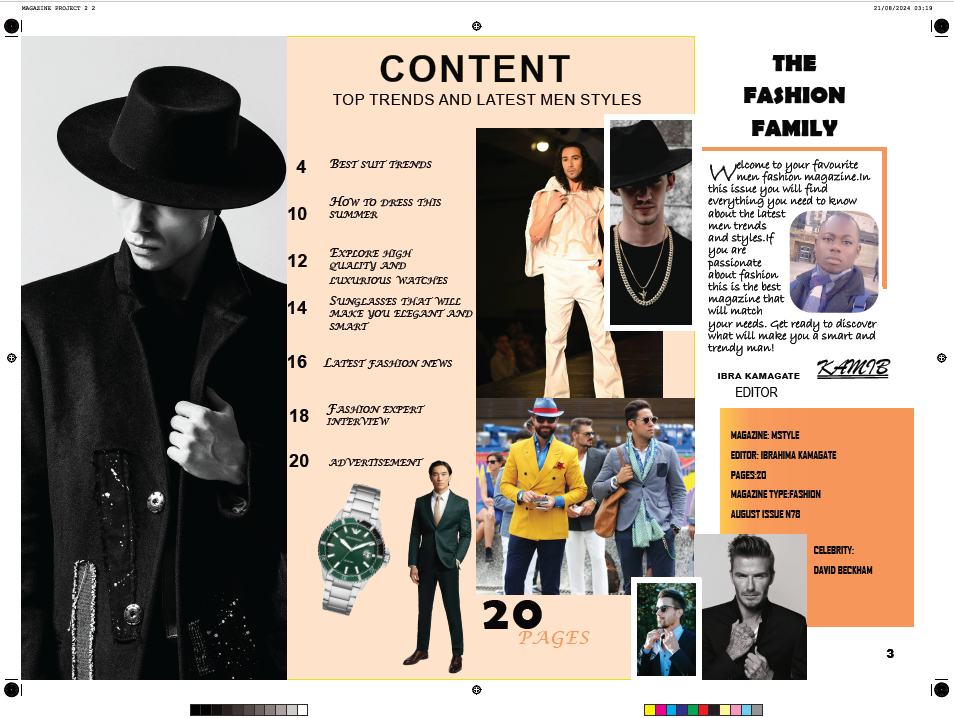 MAGAZINE PROJECT 2 2
21/08/2024 03:19
CONTENT
TOP TRENDS AND LATEST MEN STYLES
4
BEST SUIT TRENDS
10
HOW TO DRESS THIS
SUMMER
12
EXPLORE HIGH
QUALITY AND
LUXURIOUS WATCHES
14
SUNGLASSES THAT WILL
MAKE YOU ELEGANT AND
SMART
16
LATEST FASHION NEWS
18
FASHION EXPERT
INTERVIEW
20
ADVERTISEMENT
20
PAGES
THE
FASHION
FAMILY
Welcome to your favourite
men fashion magazine.In
this issue you will find
everything you need to know
about the latest
men trends
and styles.If
you are
passionate
about fashion
this is the best
magazine that
will match
your needs. Get ready to discover
what will make you a smart and
trendy man!
IBRA KAMAGATE
KAMIB
EDITOR
MAGAZINE: MSTYLE
EDITOR: IBRAHIMA KAMAGATE
PAGES:20
MAGAZINE TYPE:FASHION
AUGUST ISSUE N78
CELEBRITY:
DAVID BECKHAM
3